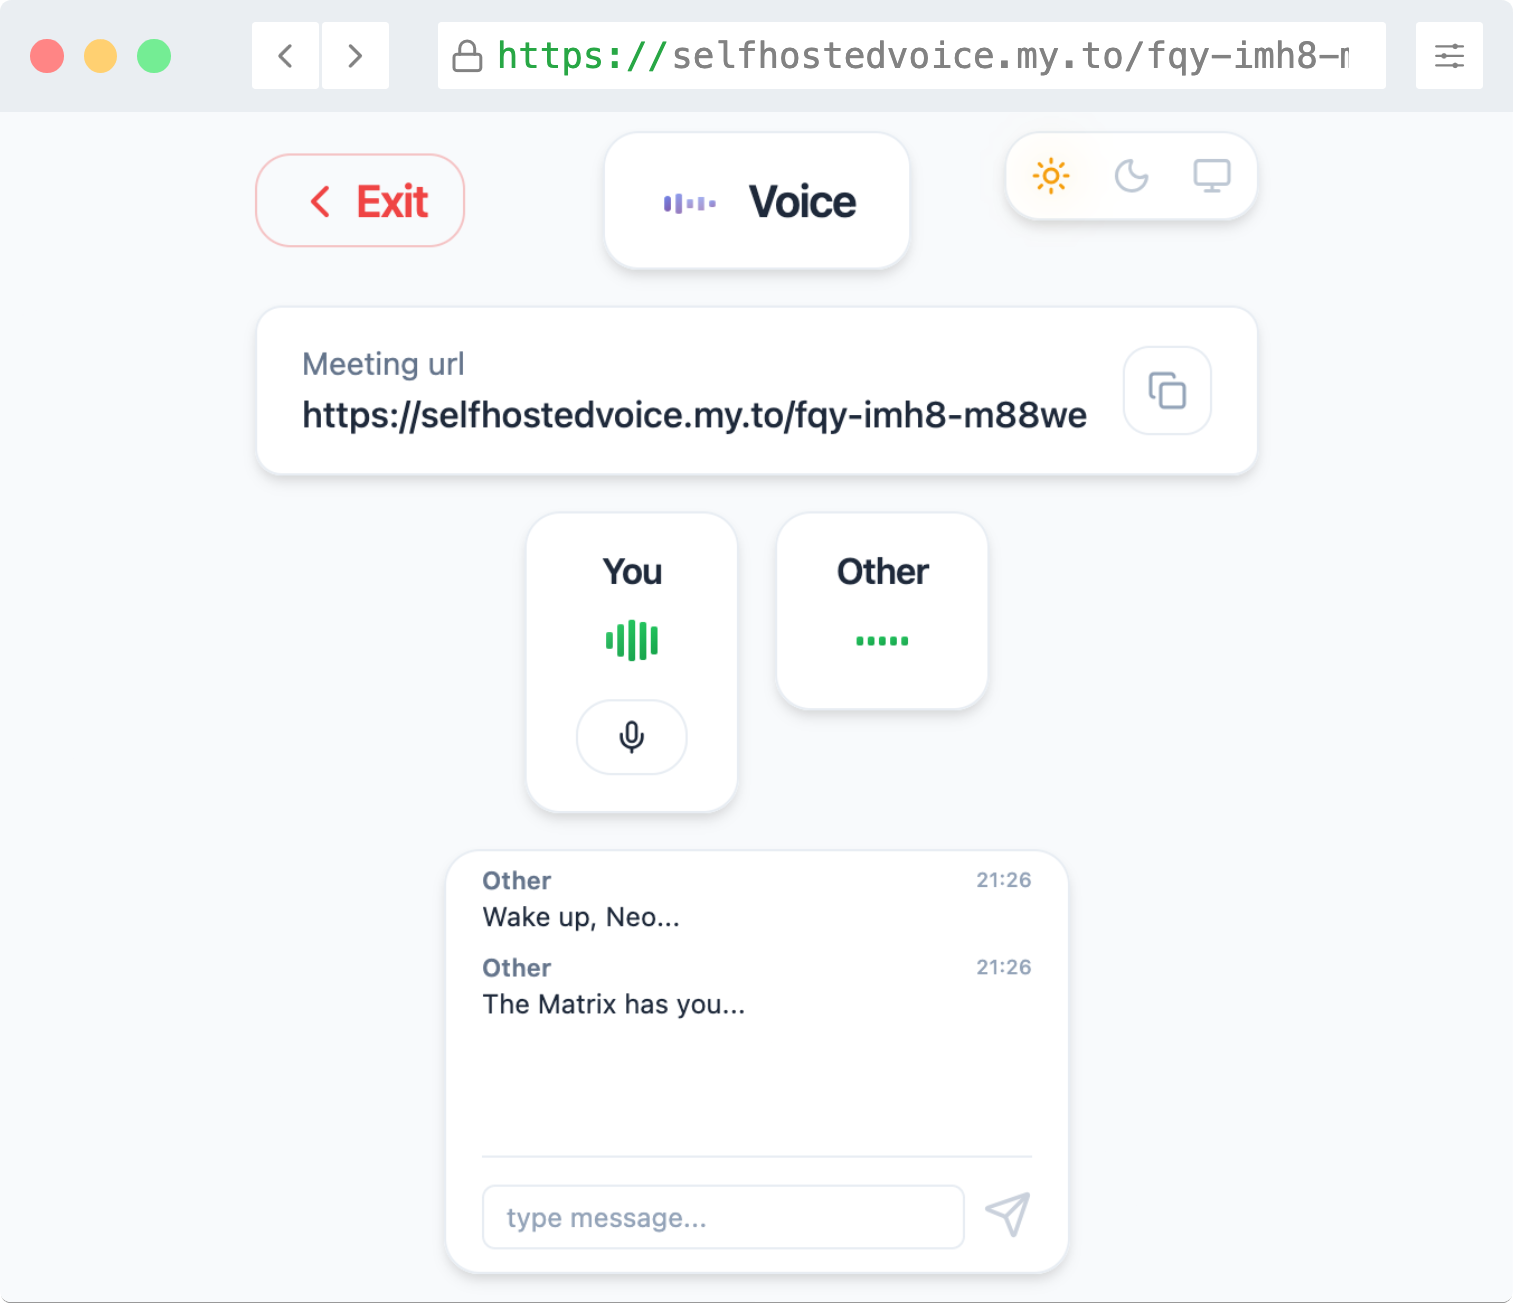 https://selfhostedvoice.my.to/fqy-imh8-
Exit
Voice
Meeting url
https://selfhostedvoice.my.to/fqy-imh8-m88we
You
Other
Other 21:26
Wake up, Neo...
Other 21:26
The Matrix has you...
type message...